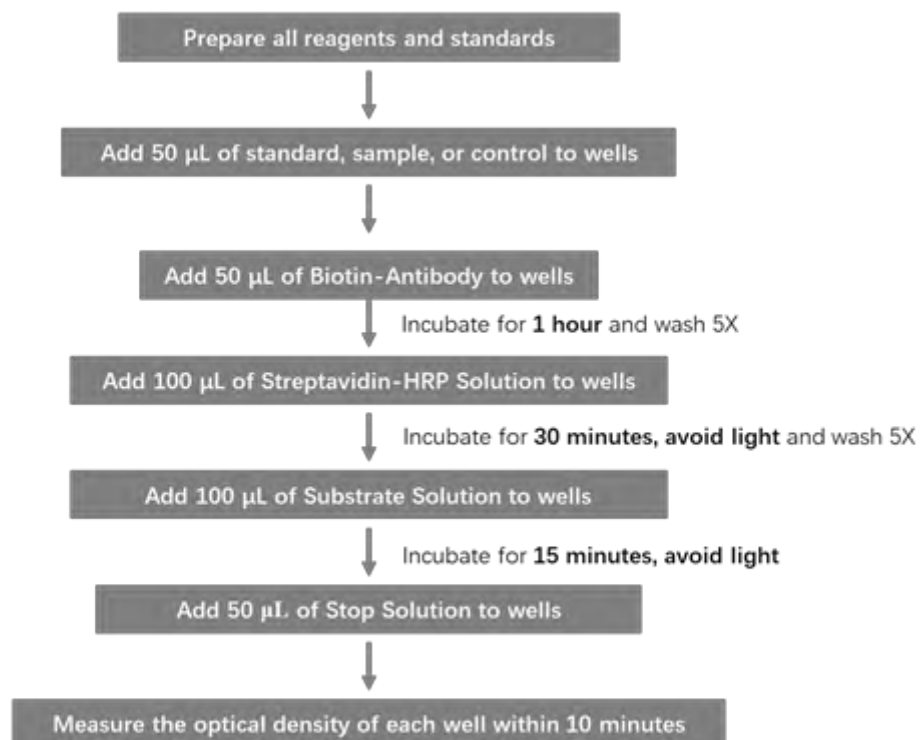 Prepare all reagents and standards
Add 50 μL of standard, sample, or control to wells
Add 50 μL of Biotin-Antibody to wells
Incubate for 1 hour and wash 5X
Add 100 μL of Streptavidin-HRP Solution to wells
Incubate for 30 minutes, avoid light and wash 5X
Add 100 μL of Substrate Solution to wells
Incubate for 15 minutes, avoid light
Add 50 μL of Stop Solution to wells
Measure the optical density of each well within 10 minutes